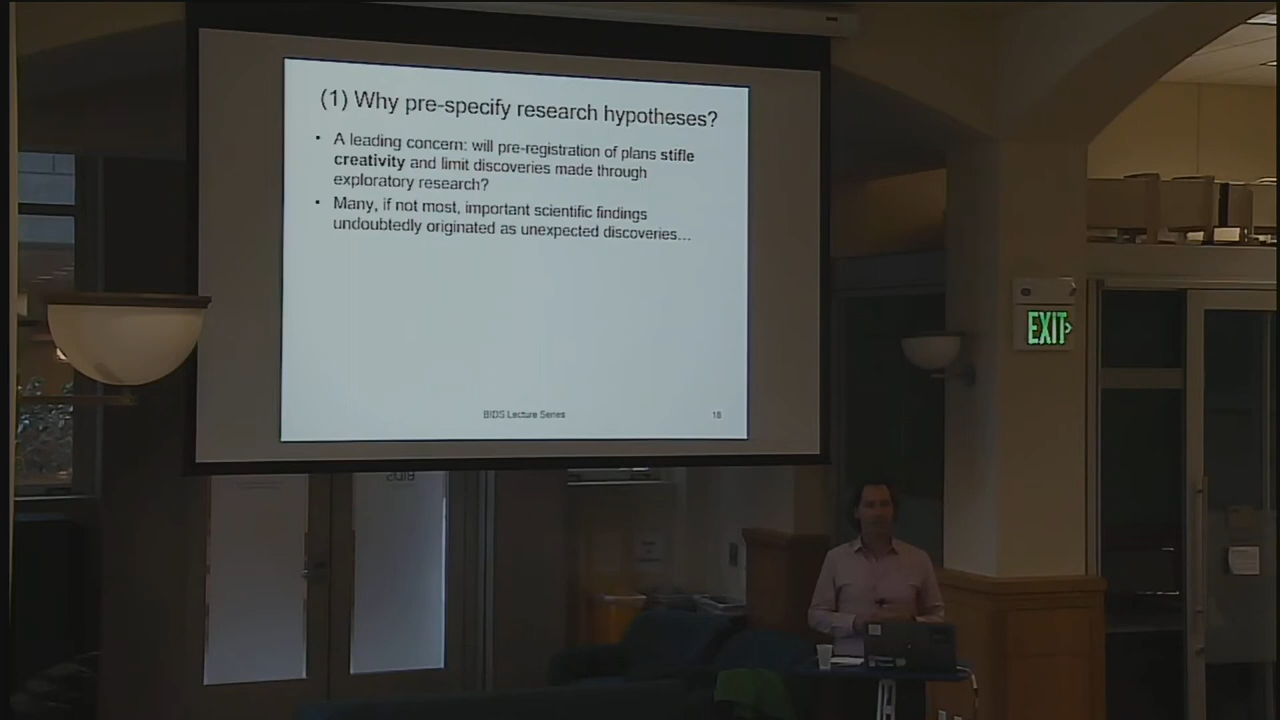 (1) Why pre-specify research hypotheses?
• A leading concern: will pre-registration of plans stifle
creativity and limit discoveries made through
exploratory research?
• Many, if not most, important scientific findings
undoubtedly originated as unexpected discoveries...
BIDS Lecture Series
18
EXIT